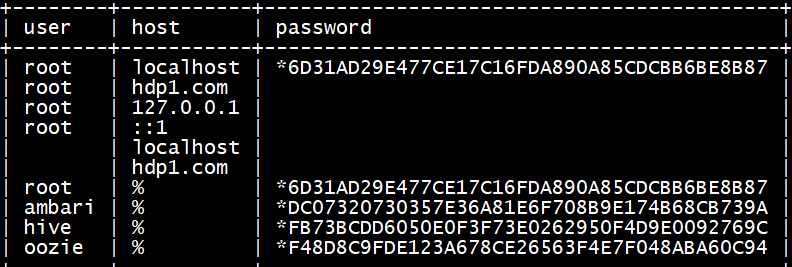 +--------+-----------+-------------------------------------------+
| user | host | password |
+--------+-----------+-------------------------------------------+
| root | localhost | *6D31AD29E477CE17C16FDA890A85CDCBB6BE8B87 |
| root | hdp1.com | |
| root | 127.0.0.1 | |
| root | ::1 | |
| | localhost | |
| | hdp1.com | |
| root | % | *6D31AD29E477CE17C16FDA890A85CDCBB6BE8B87 |
| ambari | % | *DC07320730357E36A81E6F708B9E174B68CB739A |
| hive | % | *FB73BCDD6050E0F3F73E0262950F4D9E0092769C |
| oozie | % | *F48D8C9FDE123A678CE26563F4E7F048ABA60C94 |